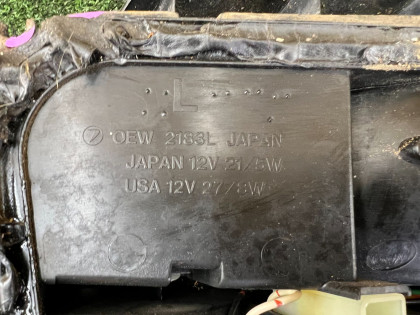 L
OEW 2183L JAPAN
JAPAN 12V 21/5W
USA 12V 27/8W